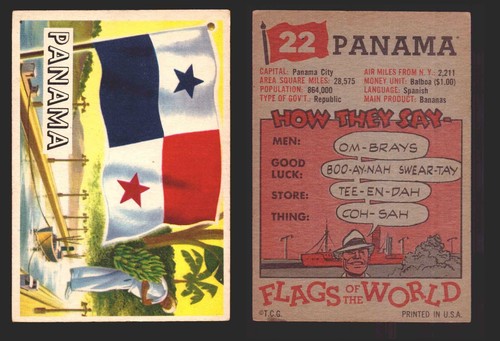 PANAMA
22 PANAMA
CAPITAL: Panama City
AREA SQUARE MILES: 28,575
POPULATION: 864,000
TYPE OF GOV'T.: Republic
AIR MILES FROM N.Y. 2,211
MONEY UNIT: Balboa ($1.00)
LANGUAGE: Spanish
MAIN PRODUCT: Bananas
HOW THEY SAY-
MEN: OM-BRAYS
GOOD LUCK: BOO-AY-NAH SWEAR-TAY
STORE: TEE-EN-DAH
THING: COH-SAH
FLAGS OF THE WORLD
©T.C.G. PRINTED IN U.S.A.